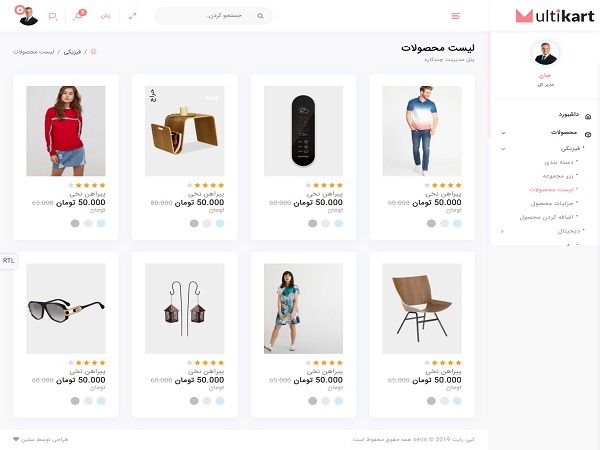 Multikart
جستجو کردن...
زبان
3
جان
مدیر کل.
داشبورد
محصولات
فیزیکی
دسته بندی
زیر مجموعه
لیست محصولات
جزئیات محصول
اضافه کردن محصول
دیجیتال
لیست محصولات
پنل مدیریت چندکاره
/ فیزیکی / لیست محصولات
پیراهن نخی
50.000 تومان 60.000
تومان
پیراهن نخی
50.000 تومان 60.000
تومان
حراج
پیراهن نخی
50.000 تومان 80.000
تومان
پیراهن نخی
50.000 تومان 65.000
تومان
پیراهن نخی
50.000 تومان 65.000
تومان
پیراهن نخی
50.000 تومان 65.000
تومان
پیراهن نخی
50.000 تومان 60.000
تومان
پیراهن نخی
50.000 تومان 60.000
تومان
RTL
کپی رایت 2019 © setin همه حقوق محفوظ است.
طراحی توسط ستین